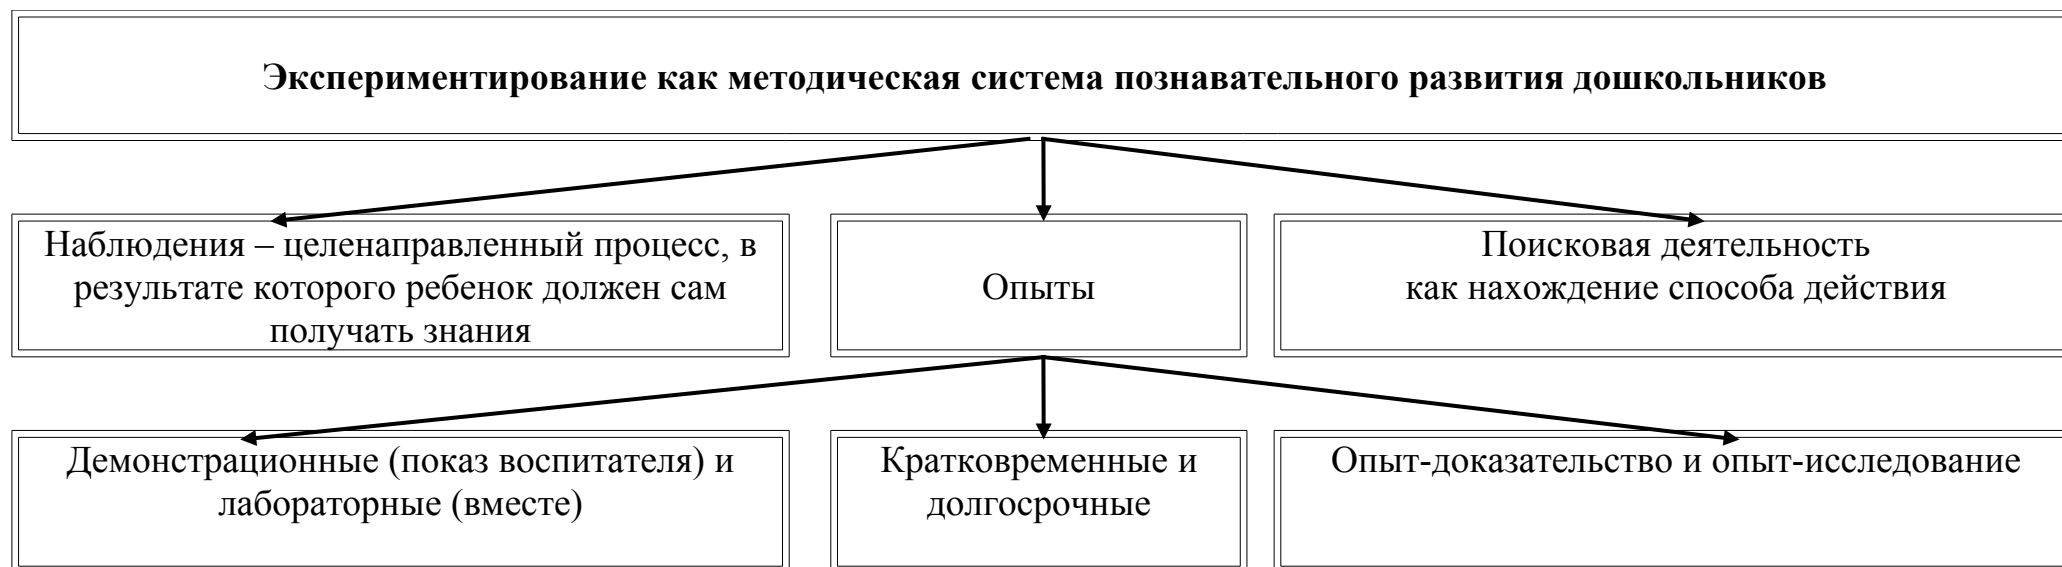 Экспериментирование как методическая система познавательного развития дошкольников
Наблюдения – целенаправленный процесс, в
результате которого ребенок должен сам
получать знания
Опыты
Поисковая деятельность
как нахождение способа действия
Демонстрационные (показ воспитателя) и
лабораторные (вместе)
Кратковременные и
долгосрочные
Опыт-доказательство и опыт-исследование